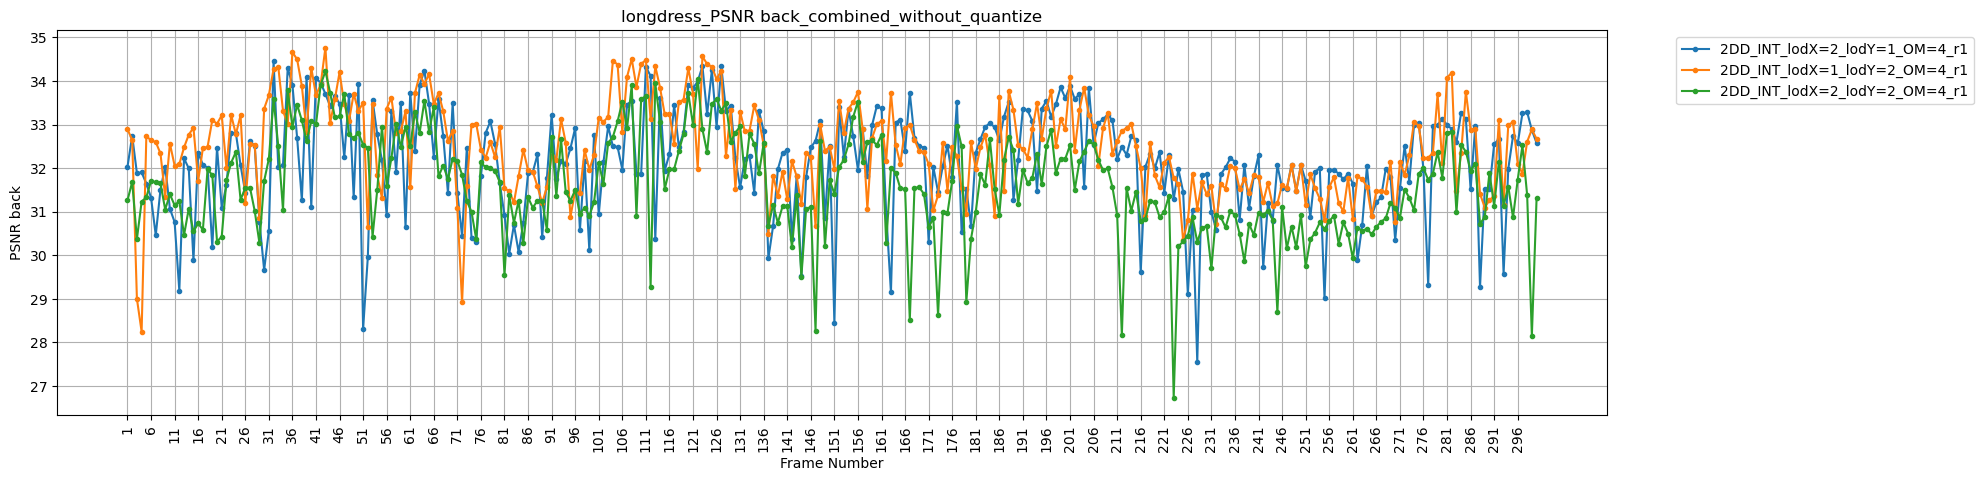 longdress_PSNR back_combined_without_quantize
35
34
33
32
31
30
29
28
27
PSNR back
1 6 11 16 21 26 31 36 41 46 51 56 61 66 71 76 81 86 91 96 101 106 111 116 121 126 131 136 141 146 151 156 161 166 171 176 181 186 191 196 201 206 211 216 221 226 231 236 241 246 251 256 261 266 271 276 281 286 291 296
Frame Number
2DD_INT_lodX=2_lodY=1_OM=4_r1
2DD_INT_lodX=1_lodY=2_OM=4_r1
2DD_INT_lodX=2_lodY=2_OM=4_r1